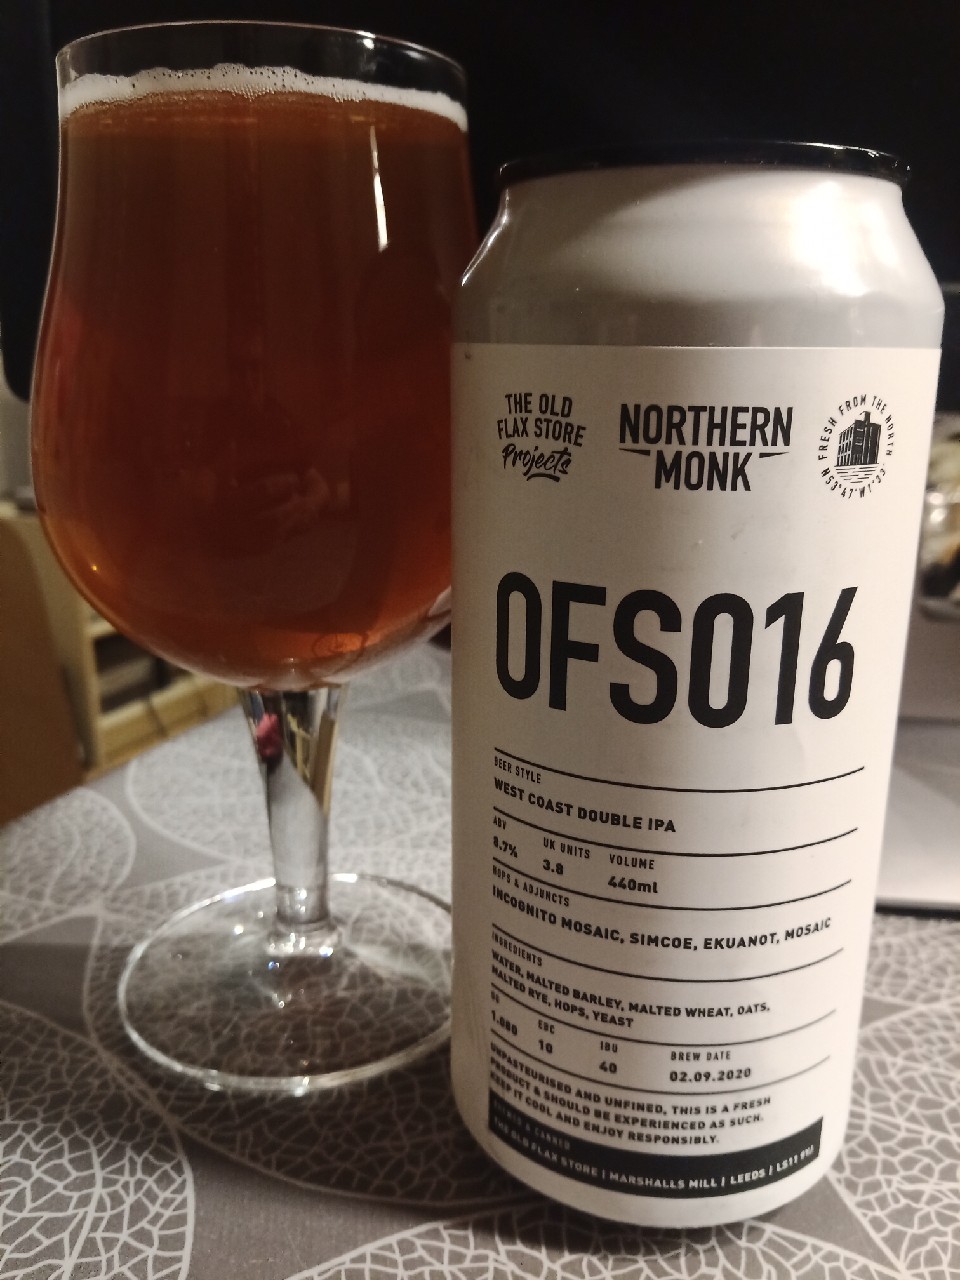 THE OLD
FLAX STORE
Projects
NORTHERN
MONK
FRESH FROM THE NORTH
OFS016
BEER STYLE
WEST COAST DOUBLE IPA
ABV UK UNITS VOLUME
8.7% 3.8 440ml
HOPS & ADJUNCTS
INCOGNITO MOSAIC, SIMCOE, EKUANOT, MOSAIC
INGREDIENTS
WATER, MALTED BARLEY, MALTED WHEAT, OATS,
MALTED RYE, HOPS, YEAST
OG EBC IBU BREW DATE
1.080 10 40 02.09.2020
UNPASTEURISED AND UNFINED, THIS IS A FRESH
PRODUCT & SHOULD BE EXPERIENCED AS SUCH.
KEEP IT COOL AND ENJOY RESPONSIBLY.
BREWED & CANNED
THE OLD FLAX STORE | MARSHALLS MILL | LEEDS | LS11 9YJ